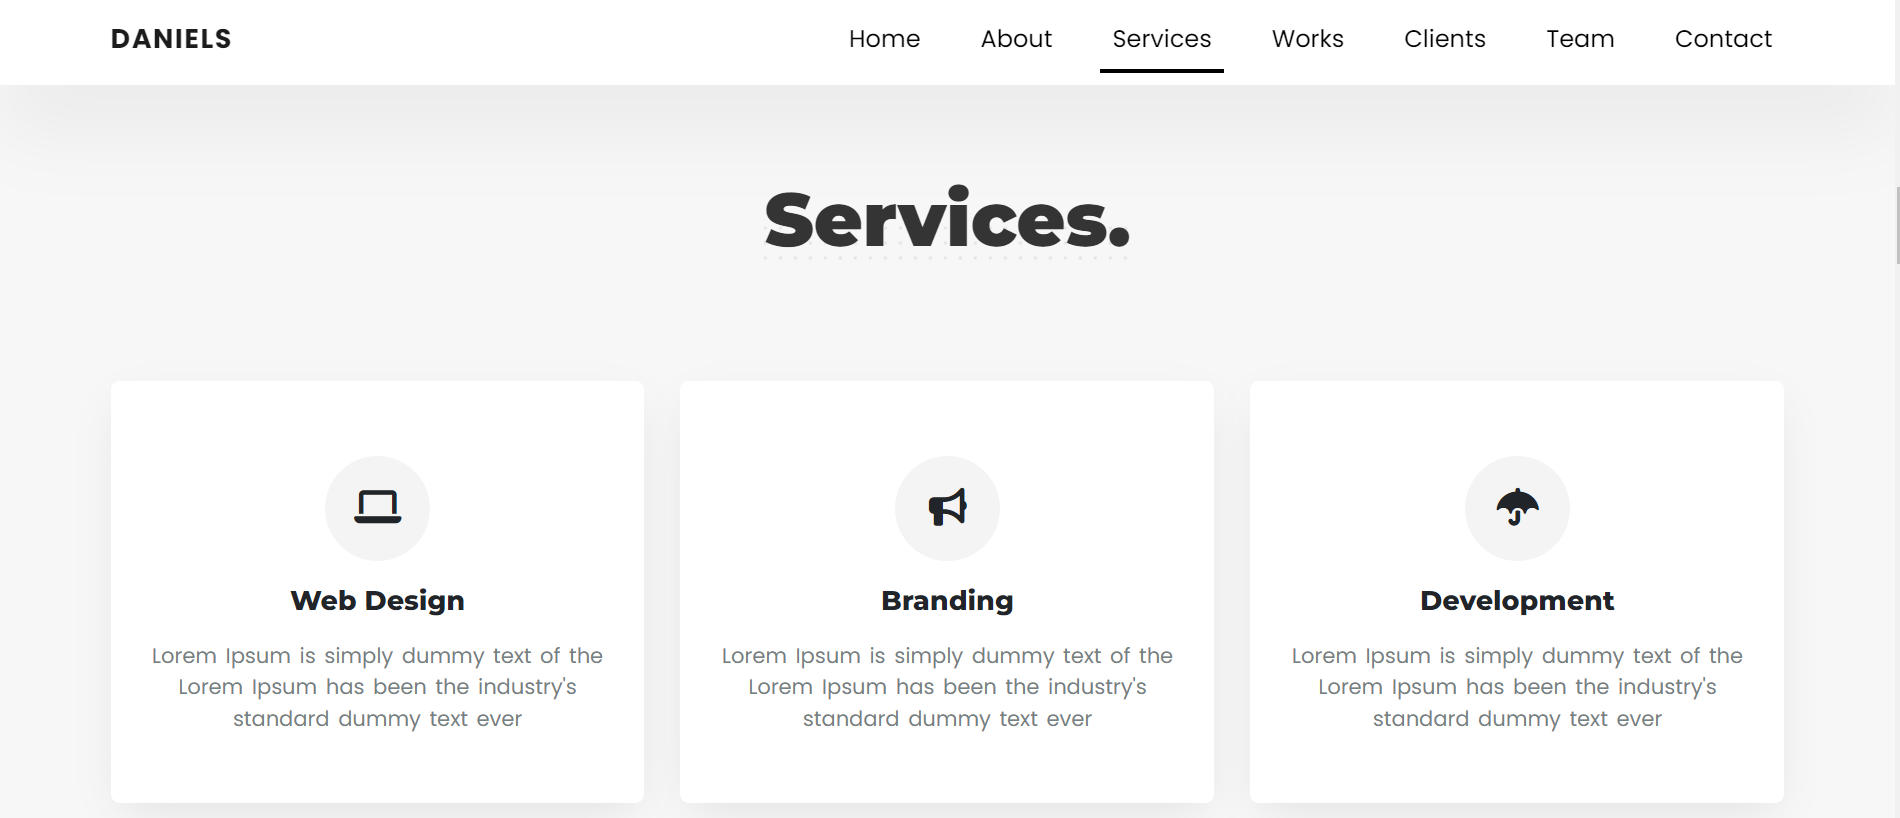 DANIELS
Home About Services Works Clients Team Contact
Services.
Web Design
Lorem Ipsum is simply dummy text of the
Lorem Ipsum has been the industry's
standard dummy text ever
Branding
Lorem Ipsum is simply dummy text of the
Lorem Ipsum has been the industry's
standard dummy text ever
Development
Lorem Ipsum is simply dummy text of the
Lorem Ipsum has been the industry's
standard dummy text ever